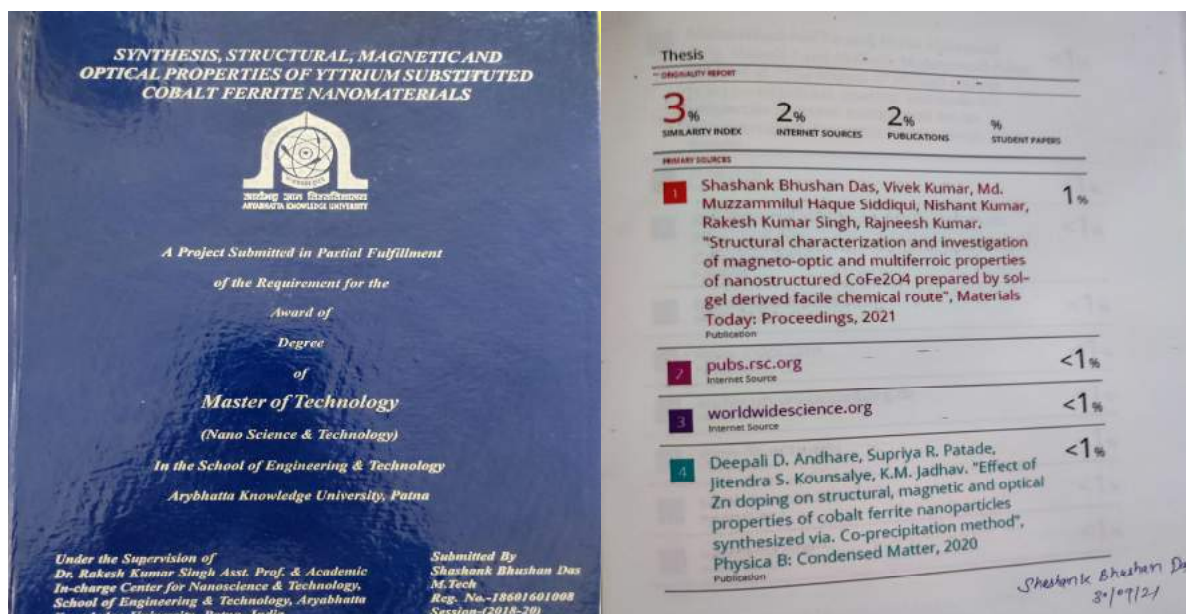 SYNTHESIS, STRUCTURAL, MAGNETIC AND
OPTICAL PROPERTIES OF YTTRIUM SUBSTITUTED
COBALT FERRITE NANOMATERIALS
ARYABHATTA KNOWLEDGE UNIVERSITY
A Project Submitted in Partial Fulfillment
of the Requirement for the
Award of
Degree
of
Master of Technology
(Nano Science & Technology)
In the School of Engineering & Technology
Arybhatta Knowledge University, Patna
Under the Supervision of
Dr. Rakesh Kumar Singh Asst. Prof. & Academic
In-charge Center for Nanoscience & Technology,
School of Engineering & Technology, Aryabhatta
Submitted By
Shashank Bhushan Das
M.Tech
Reg. No.-18601601008
Session-(2018-20)
Thesis
ORIGINALITY REPORT
3%
SIMILARITY INDEX
2%
INTERNET SOURCES
2%
PUBLICATIONS
%
STUDENT PAPERS
PRIMARY SOURCES
1 Shashank Bhushan Das, Vivek Kumar, Md. 1%
Muzzammilul Haque Siddiqui, Nishant Kumar,
Rakesh Kumar Singh, Rajneesh Kumar.
"Structural characterization and investigation
of magneto-optic and multiferroic properties
of nanostructured CoFe2O4 prepared by sol-
gel derived facile chemical route", Materials
Today: Proceedings, 2021
Publication
2 pubs.rsc.org <1%
Internet Source
3 worldwidescience.org <1%
Internet Source
4 Deepali D. Andhare, Supriya R. Patade, <1%
Jitendra S. Kounsalye, K.M. Jadhav. "Effect of
Zn doping on structural, magnetic and optical
properties of cobalt ferrite nanoparticles
synthesized via. Co-precipitation method",
Physica B: Condensed Matter, 2020
Publication
Shashank Bhushan Das